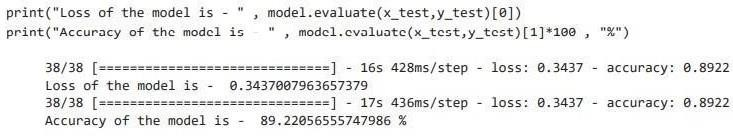 print("Loss of the model is - " , model.evaluate(x_test,y_test)[0])
print("Accuracy of the model is - " , model.evaluate(x_test,y_test)[1]*100 , "%")
38/38 [==============================] - 16s 428ms/step - loss: 0.3437 - accuracy: 0.8922
Loss of the model is -  0.3437007963657379
38/38 [==============================] - 17s 436ms/step - loss: 0.3437 - accuracy: 0.8922
Accuracy of the model is -  89.22056555747986 %